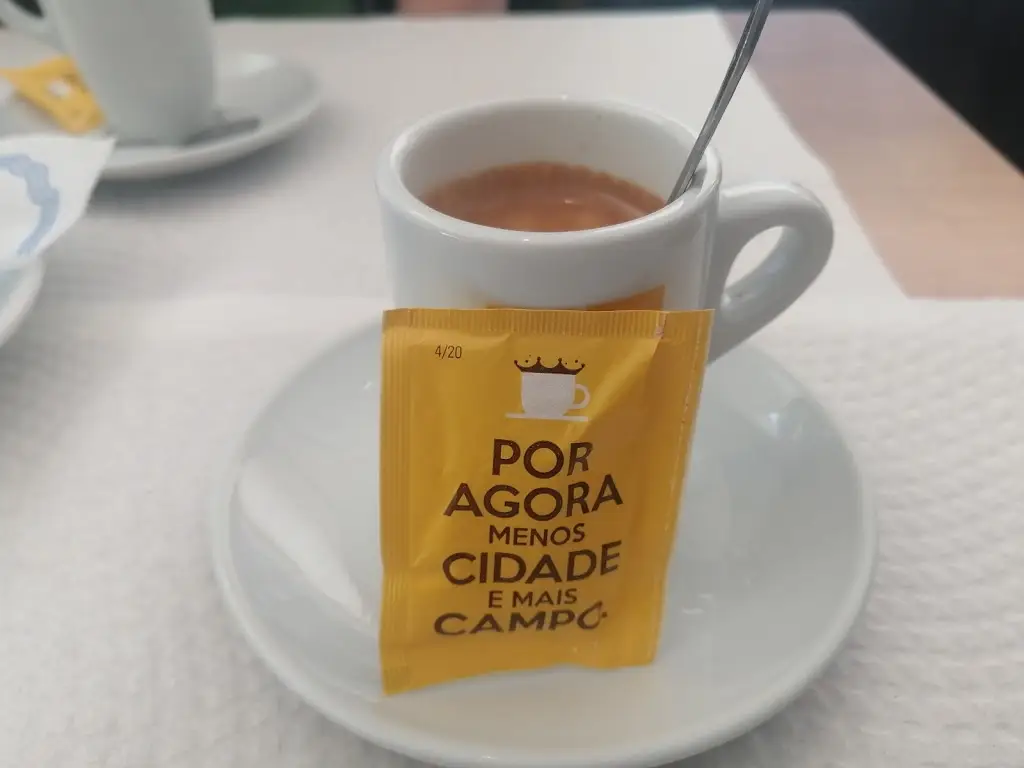 4/20
POR
AGORA
MENOS
CIDADE
E MAIS
CAMPO.